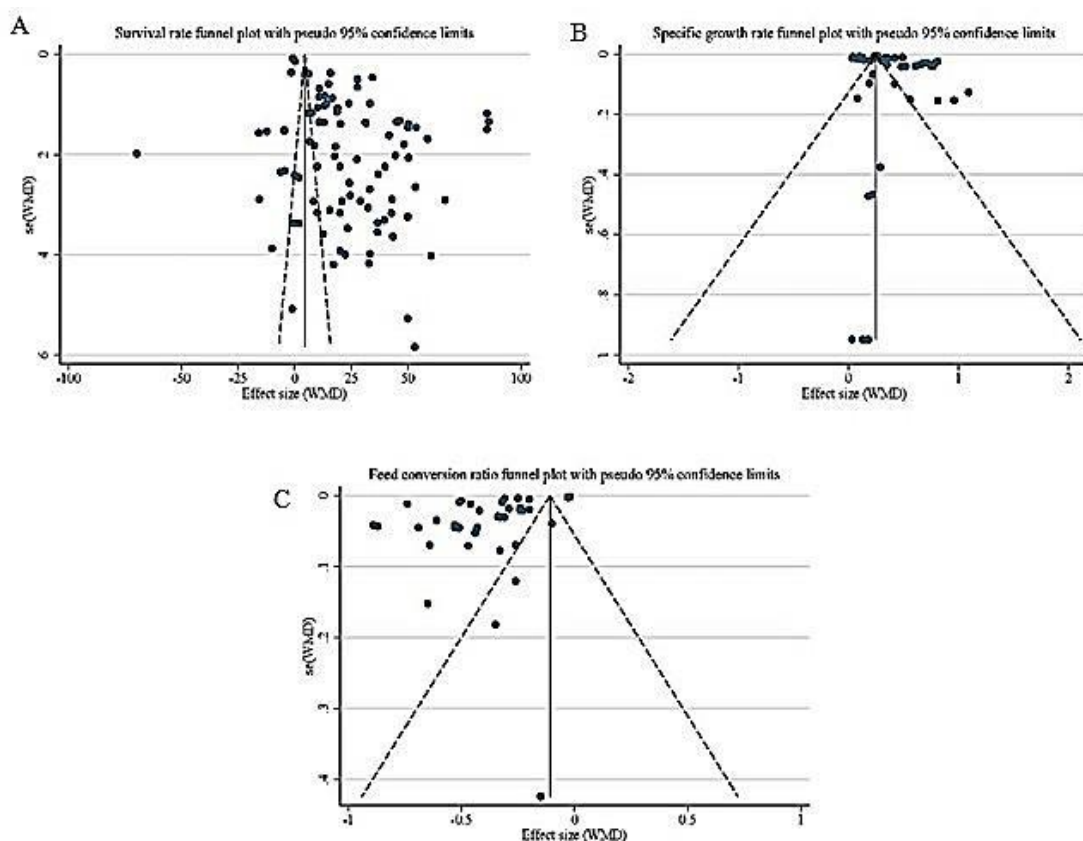 A
Survival rate funnel plot with pseudo 95% confidence limits
0
2
4
6
se(WMD)
-100
-50
0
25
50
100
Effect size (WMD)
B
Specific growth rate funnel plot with pseudo 95% confidence limits
0
.2
.4
.6
.8
1
se(WMD)
-2
-1
0
1
2
Effect size (WMD)
C
Feed conversion ratio funnel plot with pseudo 95% confidence limits
0
.1
.2
.3
.4
se(WMD)
-1
-0.5
0
0.5
1
Effect size (WMD)